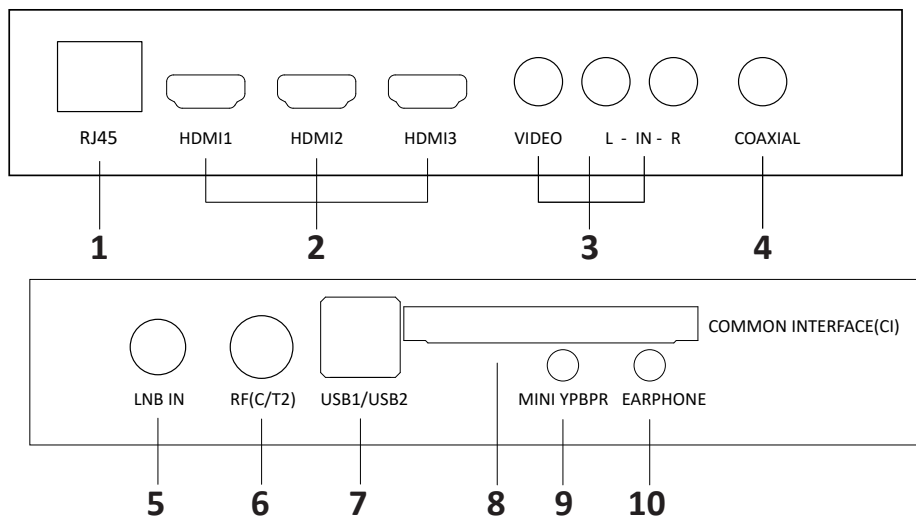 RJ45 HDMI1 HDMI2 HDMI3 VIDEO L - IN - R COAXIAL
1 2 3 4
COMMON INTERFACE(CI)
LNB IN RF(C/T2) USB1/USB2 MINI YPBPR EARPHONE
5 6 7 8 9 10